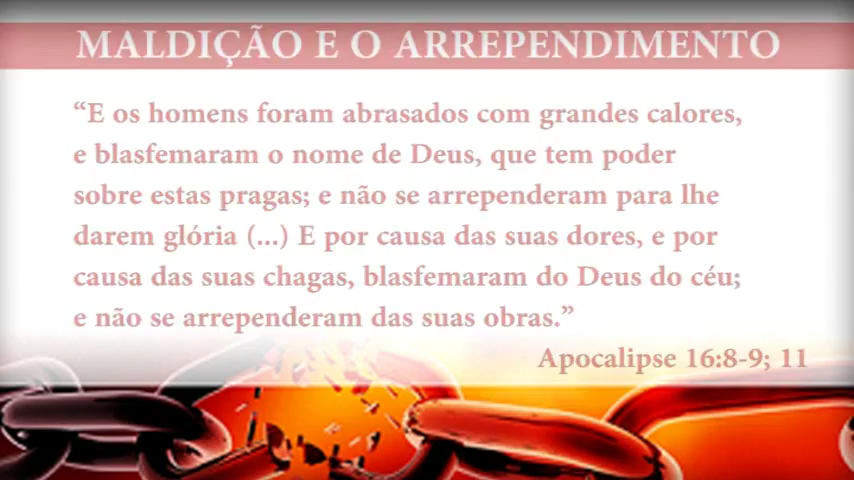 MALDIÇÃO E O ARREPENDIMENTO
“E os homens foram abrasados com grandes calores,
e blasfemaram o nome de Deus, que tem poder
sobre estas pragas; e não se arrependeram para lhe
darem glória (...) E por causa das suas dores, e por
causa das suas chagas, blasfemaram do Deus do céu;
e não se arrependeram das suas obras.”
Apocalipse 16:8-9; 11